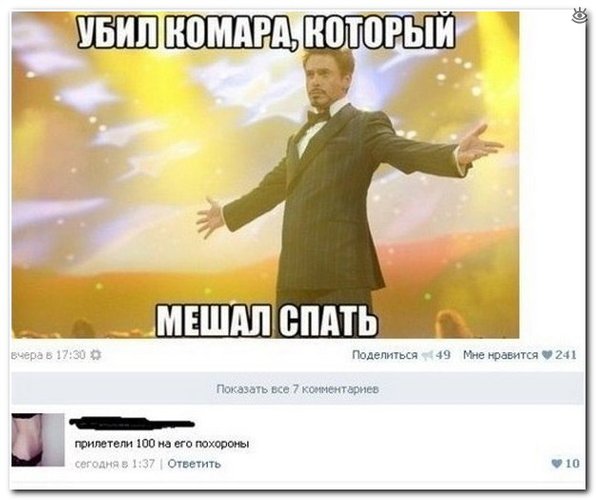 УБИЛ КОМАРА, КОТОРЫЙ
МЕШАЛ СПАТЬ
вчера в 17:30
Поделиться 49 Мне нравится 241
Показать все 7 комментариев
прилетели 100 на его похороны
сегодня в 1:37 | Ответить
10